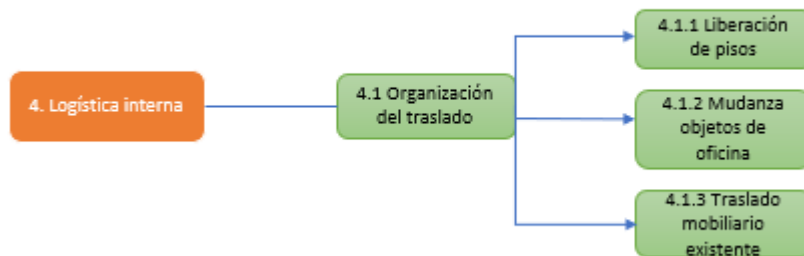 4. Logística interna
4.1 Organización
del traslado
4.1.1 Liberación
de pisos
4.1.2 Mudanza
objetos de
oficina
4.1.3 Traslado
mobiliario
existente